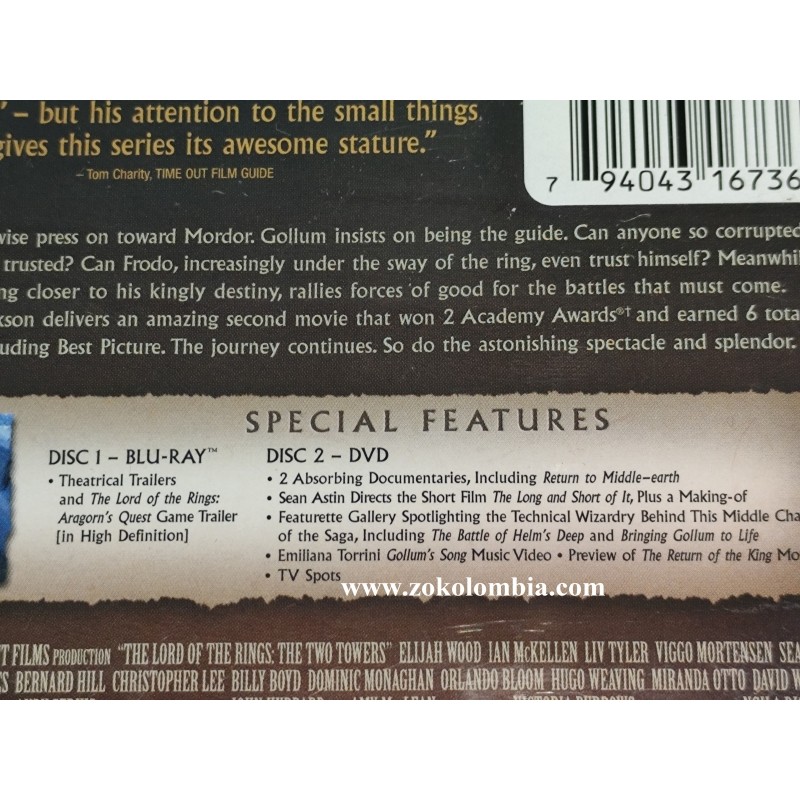 – but his attention to the small things
gives this series its awesome stature.”
– Tom Charity, TIME OUT FILM GUIDE
7 94043 16736
press on toward Mordor. Gollum insists on being the guide. Can anyone so corrupted
trusted? Can Frodo, increasingly under the sway of the ring, even trust himself? Meanwhil
closer to his kingly destiny, rallies forces of good for the battles that must come.
kson delivers an amazing second movie that won 2 Academy Awards®† and earned 6 tota
uding Best Picture. The journey continues. So do the astonishing spectacle and splendor.
SPECIAL FEATURES
DISC 1 – BLU-RAY™
• Theatrical Trailers
and The Lord of the Rings:
Aragorn's Quest Game Trailer
[in High Definition]
DISC 2 – DVD
• 2 Absorbing Documentaries, Including Return to Middle-earth
• Sean Astin Directs the Short Film The Long and Short of It, Plus a Making-of
• Featurette Gallery Spotlighting the Technical Wizardry Behind This Middle Cha
of the Saga, Including The Battle of Helm's Deep and Bringing Gollum to Life
• Emiliana Torrini Gollum's Song Music Video • Preview of The Return of the King Mo
• TV Spots
www.zokolombia.com
T FILMS PRODUCTION “THE LORD OF THE RINGS: THE TWO TOWERS” ELIJAH WOOD IAN McKELLEN LIV TYLER VIGGO MORTENSEN SEA
S BERNARD HILL CHRISTOPHER LEE BILLY BOYD DOMINIC MONAGHAN ORLANDO BLOOM HUGO WEAVING MIRANDA OTTO DAVID W